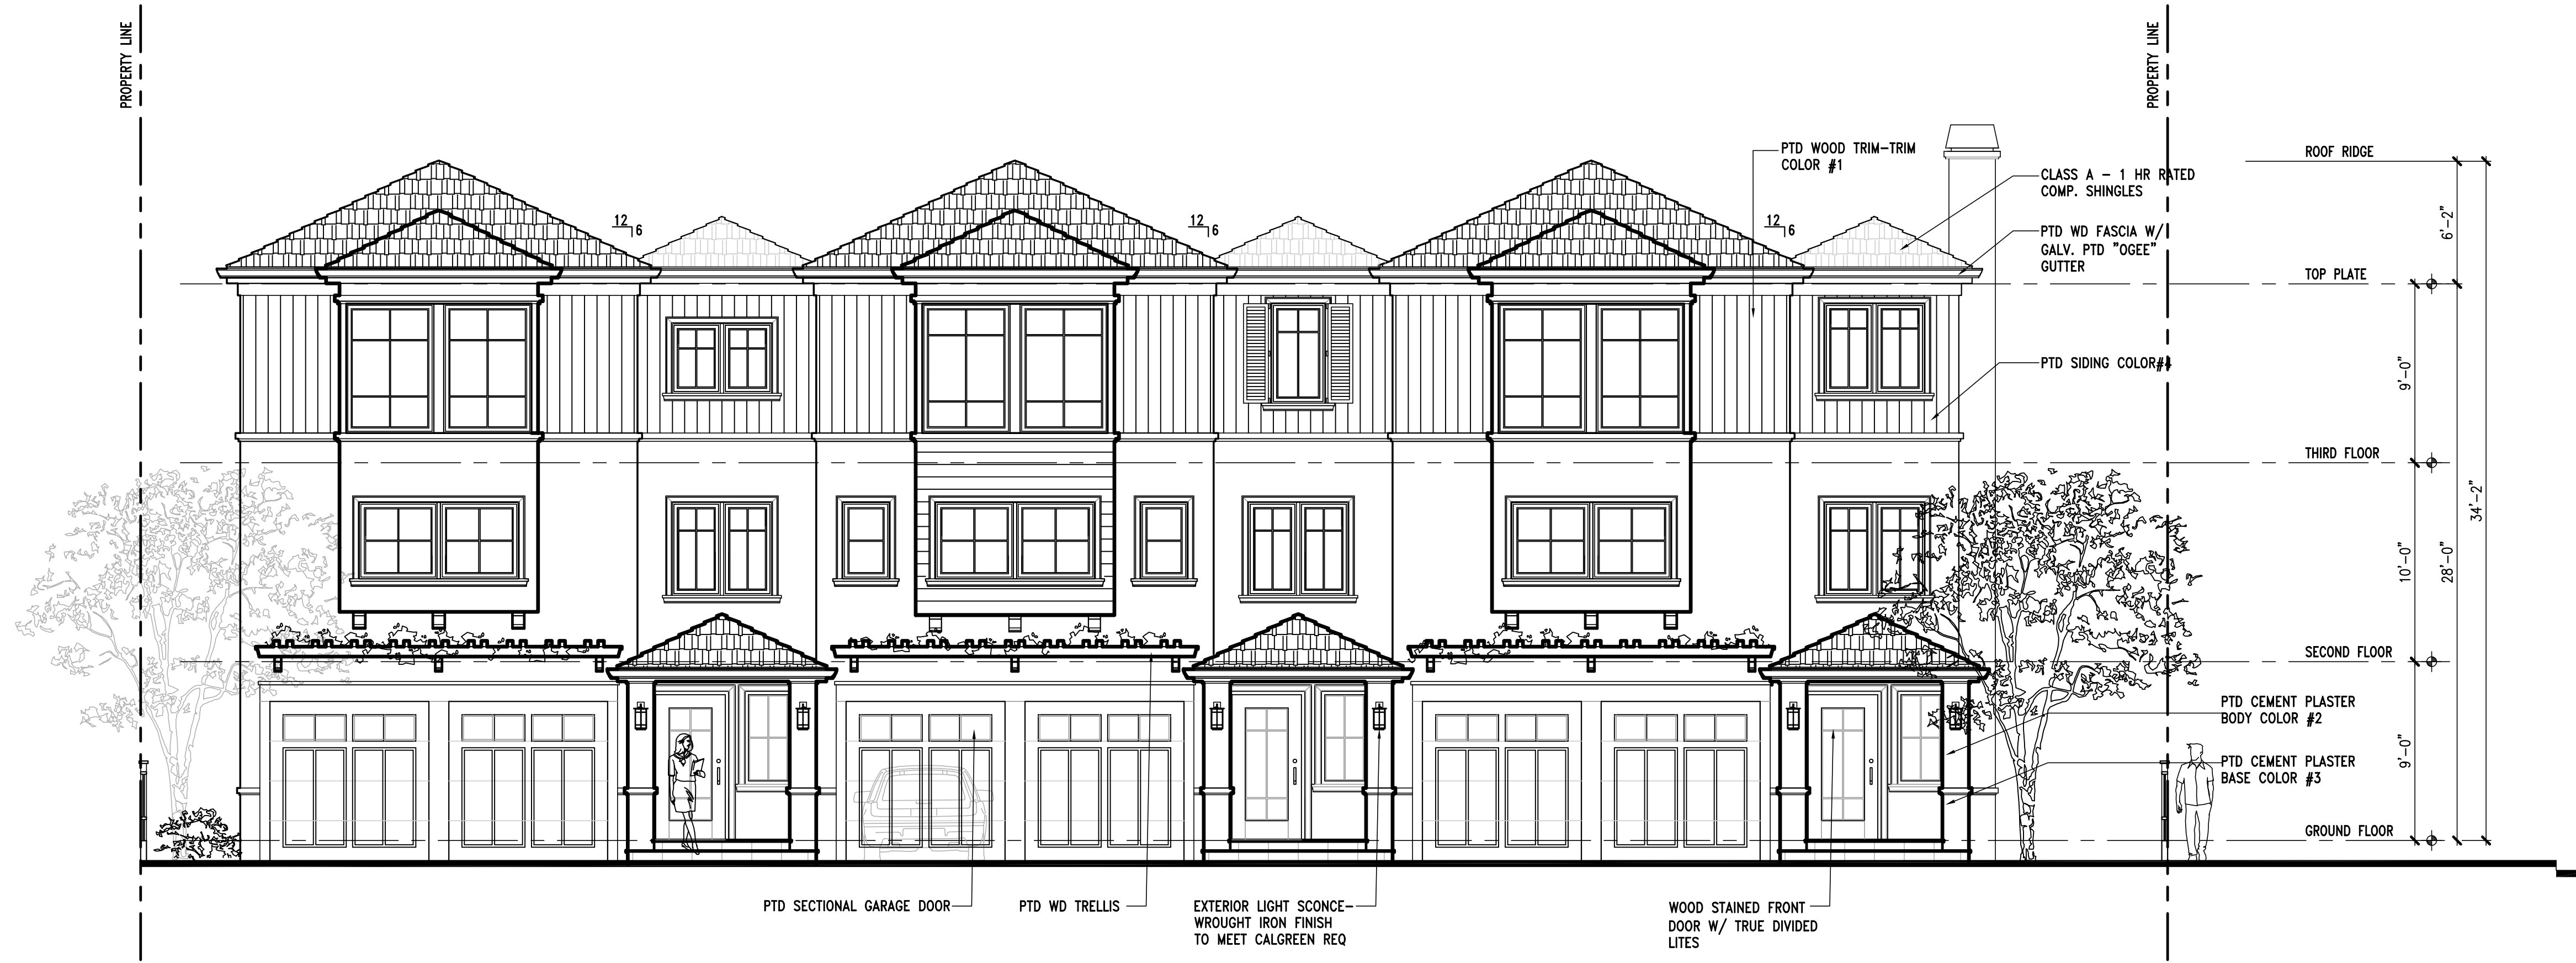 PROPERTY LINE
PROPERTY LINE
PTD WOOD TRIM-TRIM
COLOR #1
ROOF RIDGE
CLASS A - 1 HR RATED
COMP. SHINGLES
12
6
12
6
12
6
PTD WD FASCIA W/
GALV. PTD "OGEE"
GUTTER
6'-2"
TOP PLATE
PTD SIDING COLOR#4
9'-0"
THIRD FLOOR
34'-2"
10'-0"
28'-0"
SECOND FLOOR
PTD CEMENT PLASTER
BODY COLOR #2
9'-0"
PTD CEMENT PLASTER
BASE COLOR #3
GROUND FLOOR
PTD SECTIONAL GARAGE DOOR
PTD WD TRELLIS
EXTERIOR LIGHT SCONCE-
WROUGHT IRON FINISH
TO MEET CALGREEN REQ
WOOD STAINED FRONT
DOOR W/ TRUE DIVIDED
LITES